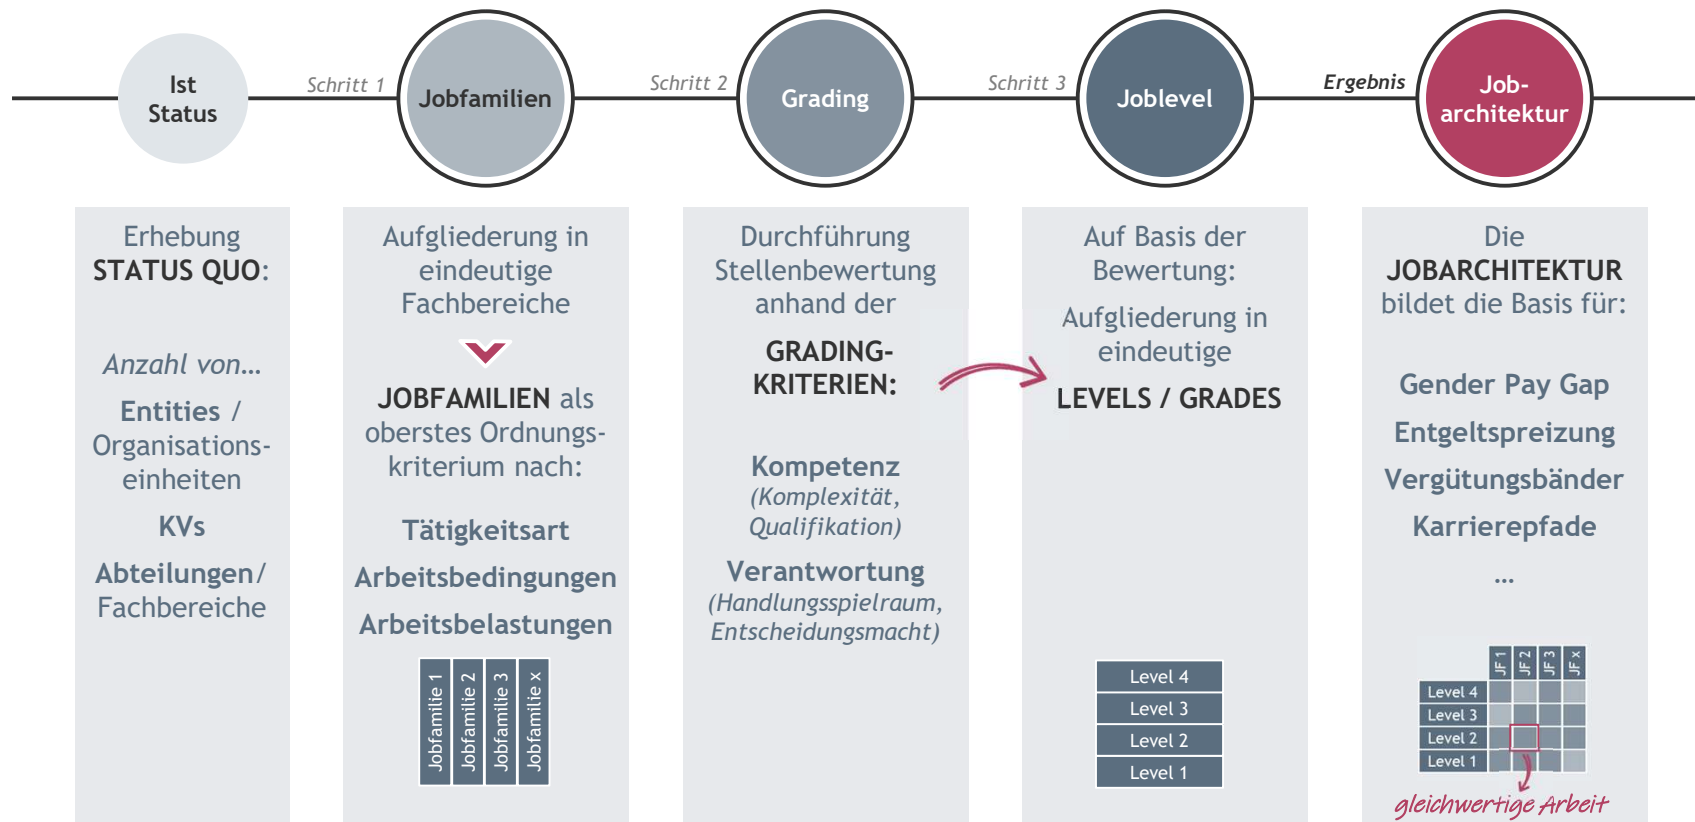 Ist
Status
Schritt 1
Jobfamilien
Schritt 2
Grading
Schritt 3
Joblevel
Ergebnis
Job-
architektur
Erhebung
STATUS QUO:
Anzahl von...
Entities /
Organisations-
einheiten
KVs
Abteilungen/
Fachbereiche
Aufgliederung in
eindeutige
Fachbereiche
JOBFAMILIEN als
oberstes Ordnungs-
kriterium nach:
Tätigkeitsart
Arbeitsbedingungen
Arbeitsbelastungen
Jobfamilie 1
Jobfamilie 2
Jobfamilie 3
Jobfamilie x
Durchführung
Stellenbewertung
anhand der
GRADING-
KRITERIEN:
Kompetenz
(Komplexität,
Qualifikation)
Verantwortung
(Handlungsspielraum,
Entscheidungsmacht)
Auf Basis der
Bewertung:
Aufgliederung in
eindeutige
LEVELS / GRADES
Level 4
Level 3
Level 2
Level 1
Die
JOBARCHITEKTUR
bildet die Basis für:
Gender Pay Gap
Entgeltspreizung
Vergütungsbänder
Karrierepfade
...
JF 1
JF 2
JF 3
JF x
Level 4
Level 3
Level 2
Level 1
gleichwertige Arbeit